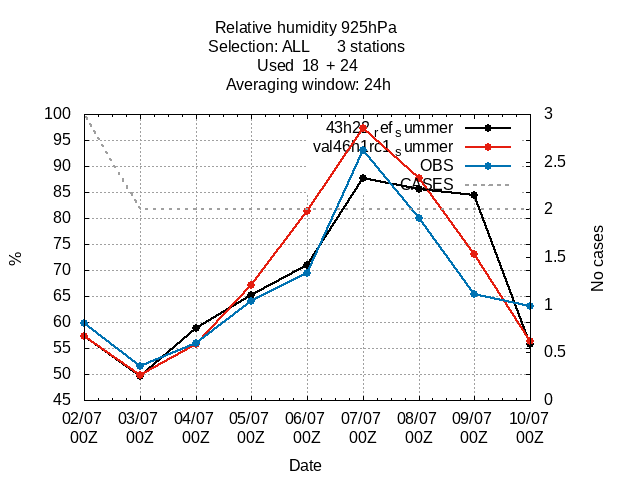 Relative humidity 925hPa
Selection: ALL 3 stations
Used 18 + 24
Averaging window: 24h
100 3
43h22_ref_summer
95
val46h1rc1_summer
90 2.5
OBS
85
CASES
80 2
75
70 1.5
65
60 1
55
50 0.5
45 0
%
No cases
02/07 03/07 04/07 05/07 06/07 07/07 08/07 09/07 10/07
00Z 00Z 00Z 00Z 00Z 00Z 00Z 00Z 00Z
Date